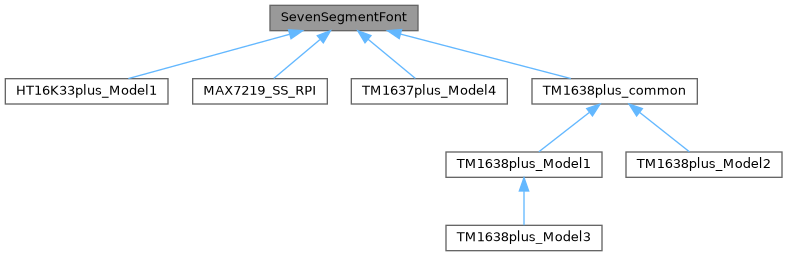 SevenSegmentFont
HT16K33plus_Model1
MAX7219_SS_RPI
TM1637plus_Model4
TM1638plus_common
TM1638plus_Model1
TM1638plus_Model2
TM1638plus_Model3